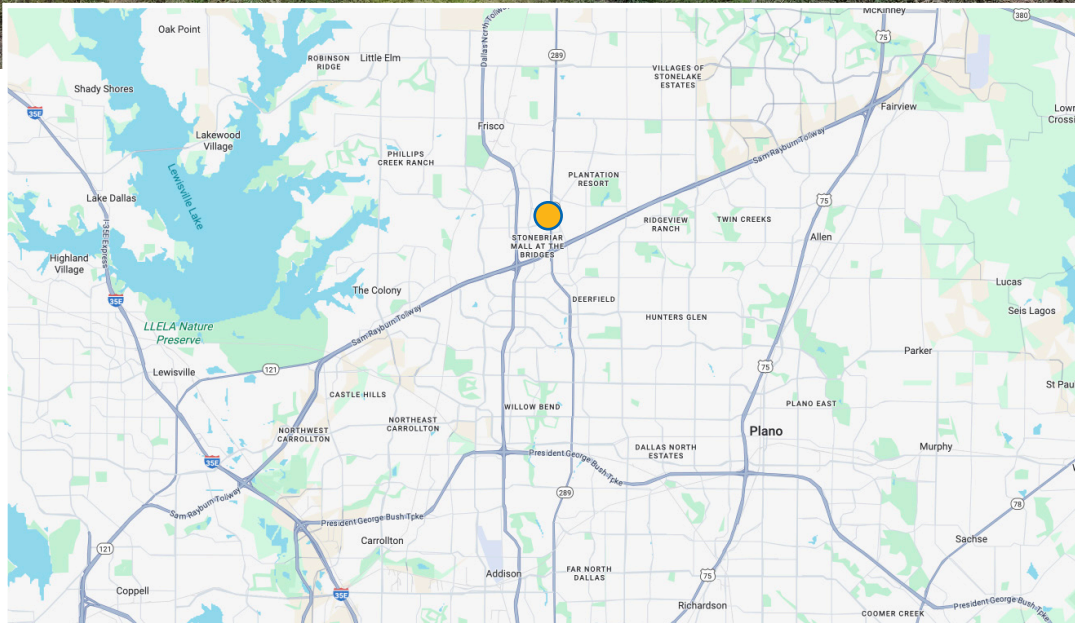 McKinney
380
Oak Point
75
Dallas North Tollway
289
ROBINSON
RIDGE
Little Elm
VILLAGES OF
STONELAKE
ESTATES
Shady Shores
35E
Fairview
Lowry
Crossi
Frisco
Lakewood
Village
PHILLIPS
CREEK RANCH
Sam Rayburn Tollway
PLANTATION
RESORT
Lewisville Lake
Lake Dallas
75
RIDGEVIEW
RANCH
TWIN CREEKS
I-35E Express
STONEBRIAR
MALL AT THE
BRIDGES
Allen
Highland
Village
Lucas
The Colony
35E
DEERFIELD
Seis Lagos
HUNTERS GLEN
LLELA Nature
Preserve
Sam Rayburn Tollway
Parker
Lewisville
121
75
St Pau
CASTLE HILLS
PLANO EAST
WILLOW BEND
NORTHEAST
CARROLLTON
NORTHWEST
CARROLLTON
Plano
DALLAS NORTH
ESTATES
Murphy
President George Bush Tpke
35E
289
Sam Rayburn Tollway
78
President George Bush Tpke
Carrollton
Sachse
121
Addison
FAR NORTH
DALLAS
75
Coppell
35E
Richardson
President George Bush Tpke
COOMER CREEK